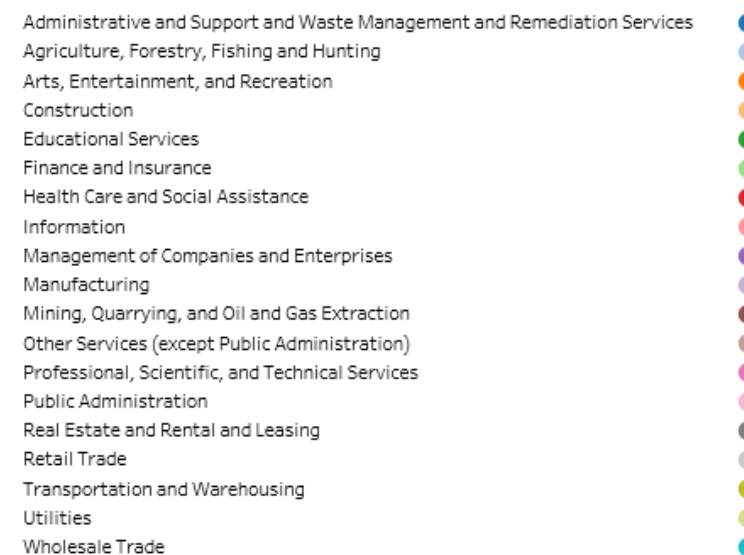 Administrative and Support and Waste Management and Remediation Services
Agriculture, Forestry, Fishing and Hunting
Arts, Entertainment, and Recreation
Construction
Educational Services
Finance and Insurance
Health Care and Social Assistance
Information
Management of Companies and Enterprises
Manufacturing
Mining, Quarrying, and Oil and Gas Extraction
Other Services (except Public Administration)
Professional, Scientific, and Technical Services
Public Administration
Real Estate and Rental and Leasing
Retail Trade
Transportation and Warehousing
Utilities
Wholesale Trade